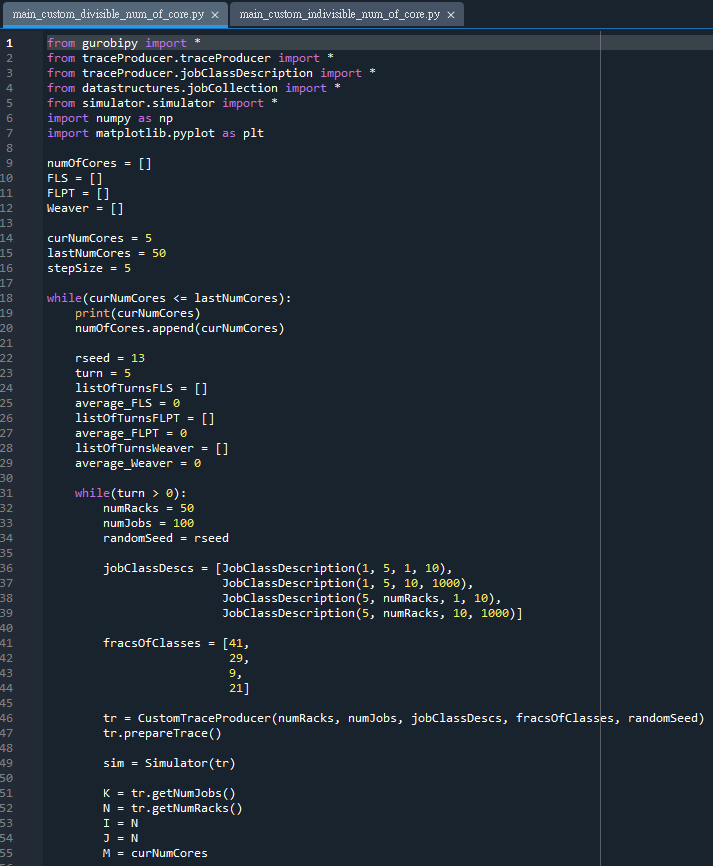 main_custom_divisible_num_of_core.py × main_custom_indivisible_num_of_core.py ×
1 from gurobipy import *
2 from traceProducer.traceProducer import *
3 from traceProducer.jobClassDescription import *
4 from datastructures.jobCollection import *
5 from simulator.simulator import *
6 import numpy as np
7 import matplotlib.pyplot as plt
8
9 numOfCores = []
10 FLS = []
11 FLPT = []
12 Weaver = []
13
14 curNumCores = 5
15 lastNumCores = 50
16 stepSize = 5
17
18 while(curNumCores <= lastNumCores):
19     print(curNumCores)
20     numOfCores.append(curNumCores)
21
22     rseed = 13
23     turn = 5
24     listOfTurnsFLS = []
25     average_FLS = 0
26     listOfTurnsFLPT = []
27     average_FLPT = 0
28     listOfTurnsWeaver = []
29     average_Weaver = 0
30
31     while(turn > 0):
32         numRacks = 50
33         numJobs = 100
34         randomSeed = rseed
35
36         jobClassDescs = [JobClassDescription(1, 5, 1, 10),
37                          JobClassDescription(1, 5, 10, 1000),
38                          JobClassDescription(5, numRacks, 1, 10),
39                          JobClassDescription(5, numRacks, 10, 1000)]
40
41         fracsOfClasses = [41,
42                           29,
43                           9,
44                           21]
45
46         tr = CustomTraceProducer(numRacks, numJobs, jobClassDescs, fracsOfClasses, randomSeed)
47         tr.prepareTrace()
48
49         sim = Simulator(tr)
50
51         K = tr.getNumJobs()
52         N = tr.getNumRacks()
53         I = N
54         J = N
55         M = curNumCores